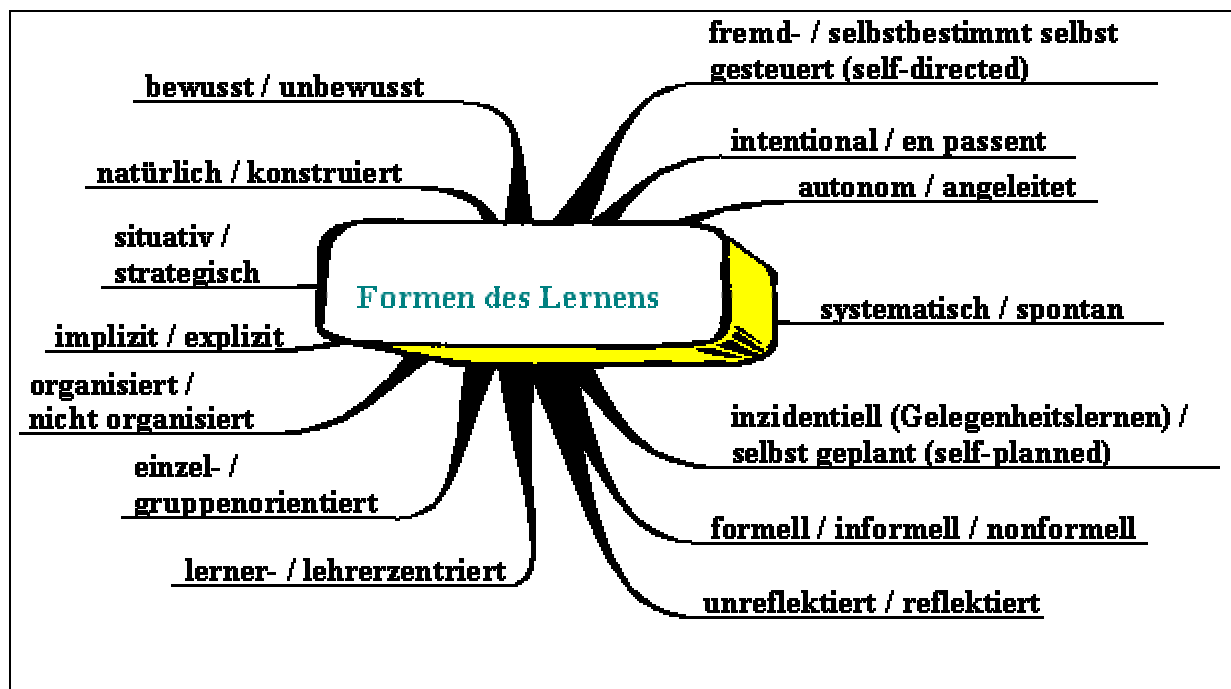 fremd- / selbstbestimmt selbst
gesteuert (self-directed)
bewusst / unbewusst
intentional / en passent
natürlich / konstruiert
autonom / angeleitet
situativ /
strategisch
Formen des Lernens
systematisch / spontan
implizit / explizit
organisiert /
nicht organisiert
inzidentiell (Gelegenheitslernen) /
selbst geplant (self-planned)
einzel- /
gruppenorientiert
formell / informell / nonformell
lerner- / lehrerzentriert
unreflektiert / reflektiert